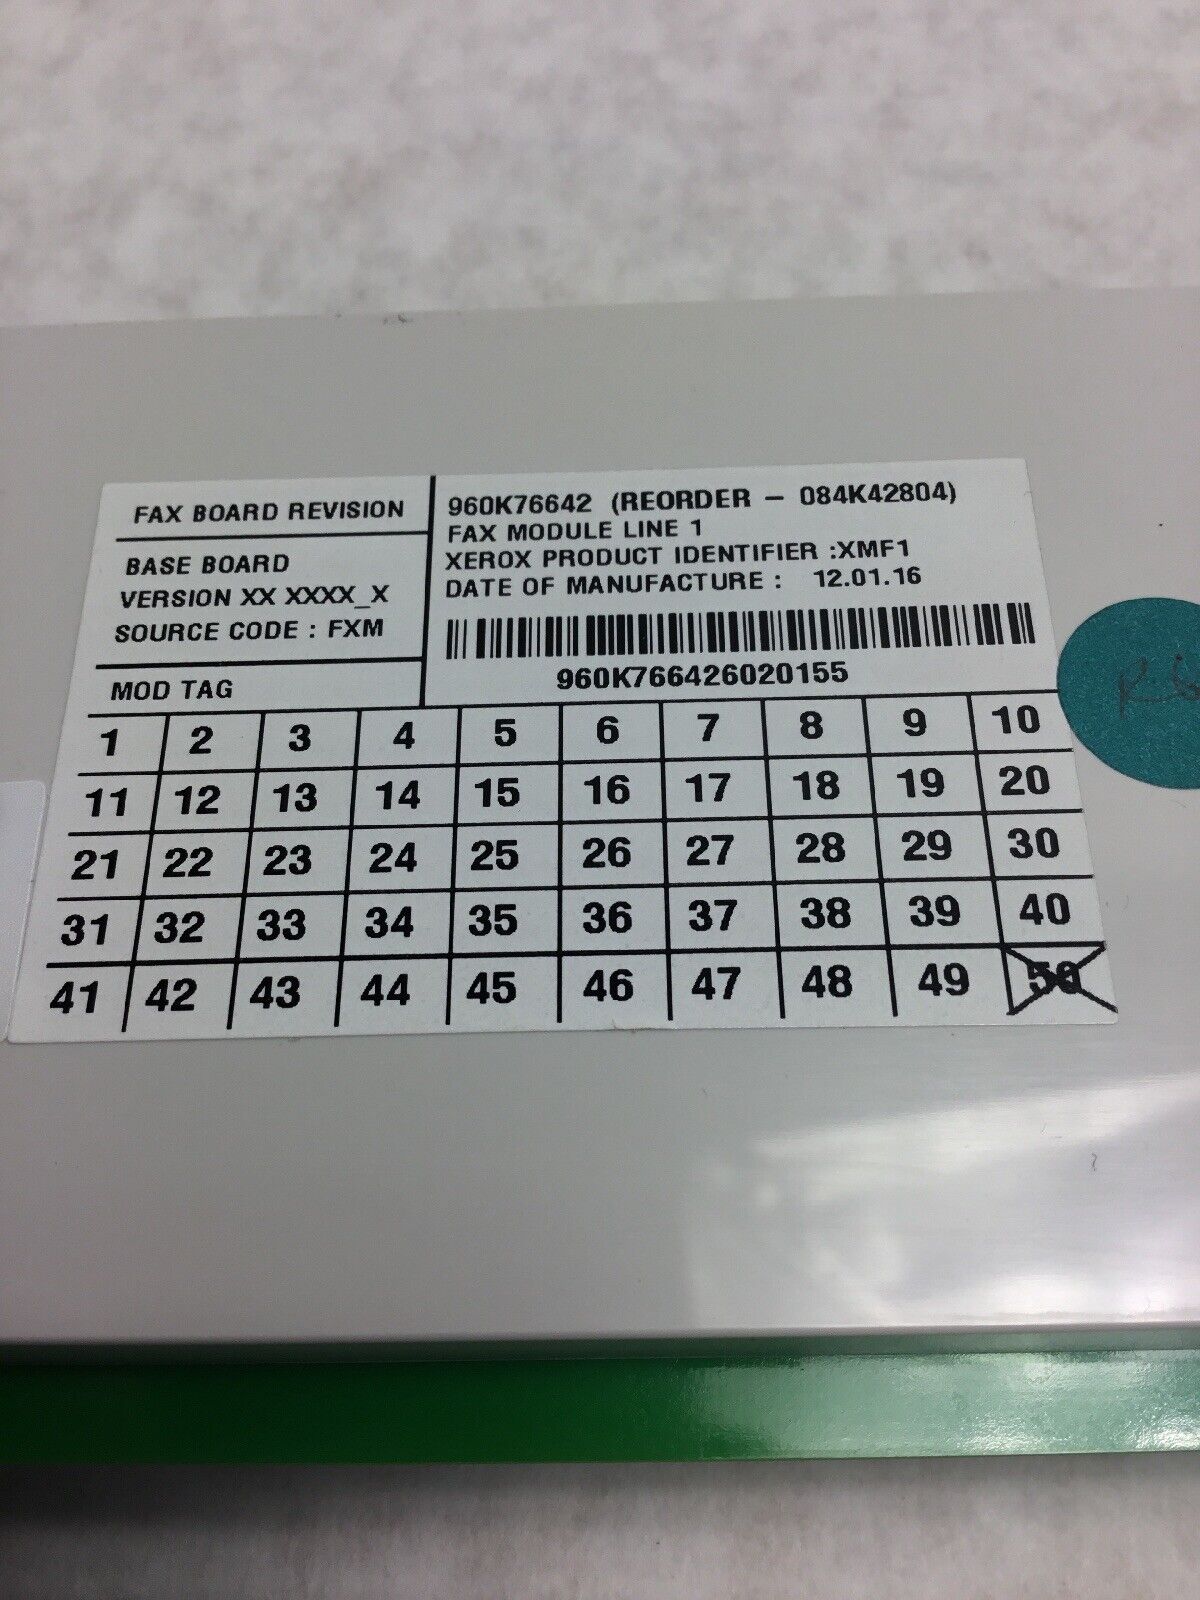 FAX BOARD REVISION
BASE BOARD
VERSION XX XXXX_X
SOURCE CODE : FXM
MOD TAG
960K76642 (REORDER – 084K42804)
FAX MODULE LINE 1
XEROX PRODUCT IDENTIFIER :XMF1
DATE OF MANUFACTURE : 12.01.16
960K766426020155
1 2 3 4 5 6 7 8 9 10
11 12 13 14 15 16 17 18 19 20
21 22 23 24 25 26 27 28 29 30
31 32 33 34 35 36 37 38 39 40
41 42 43 44 45 46 47 48 49 50